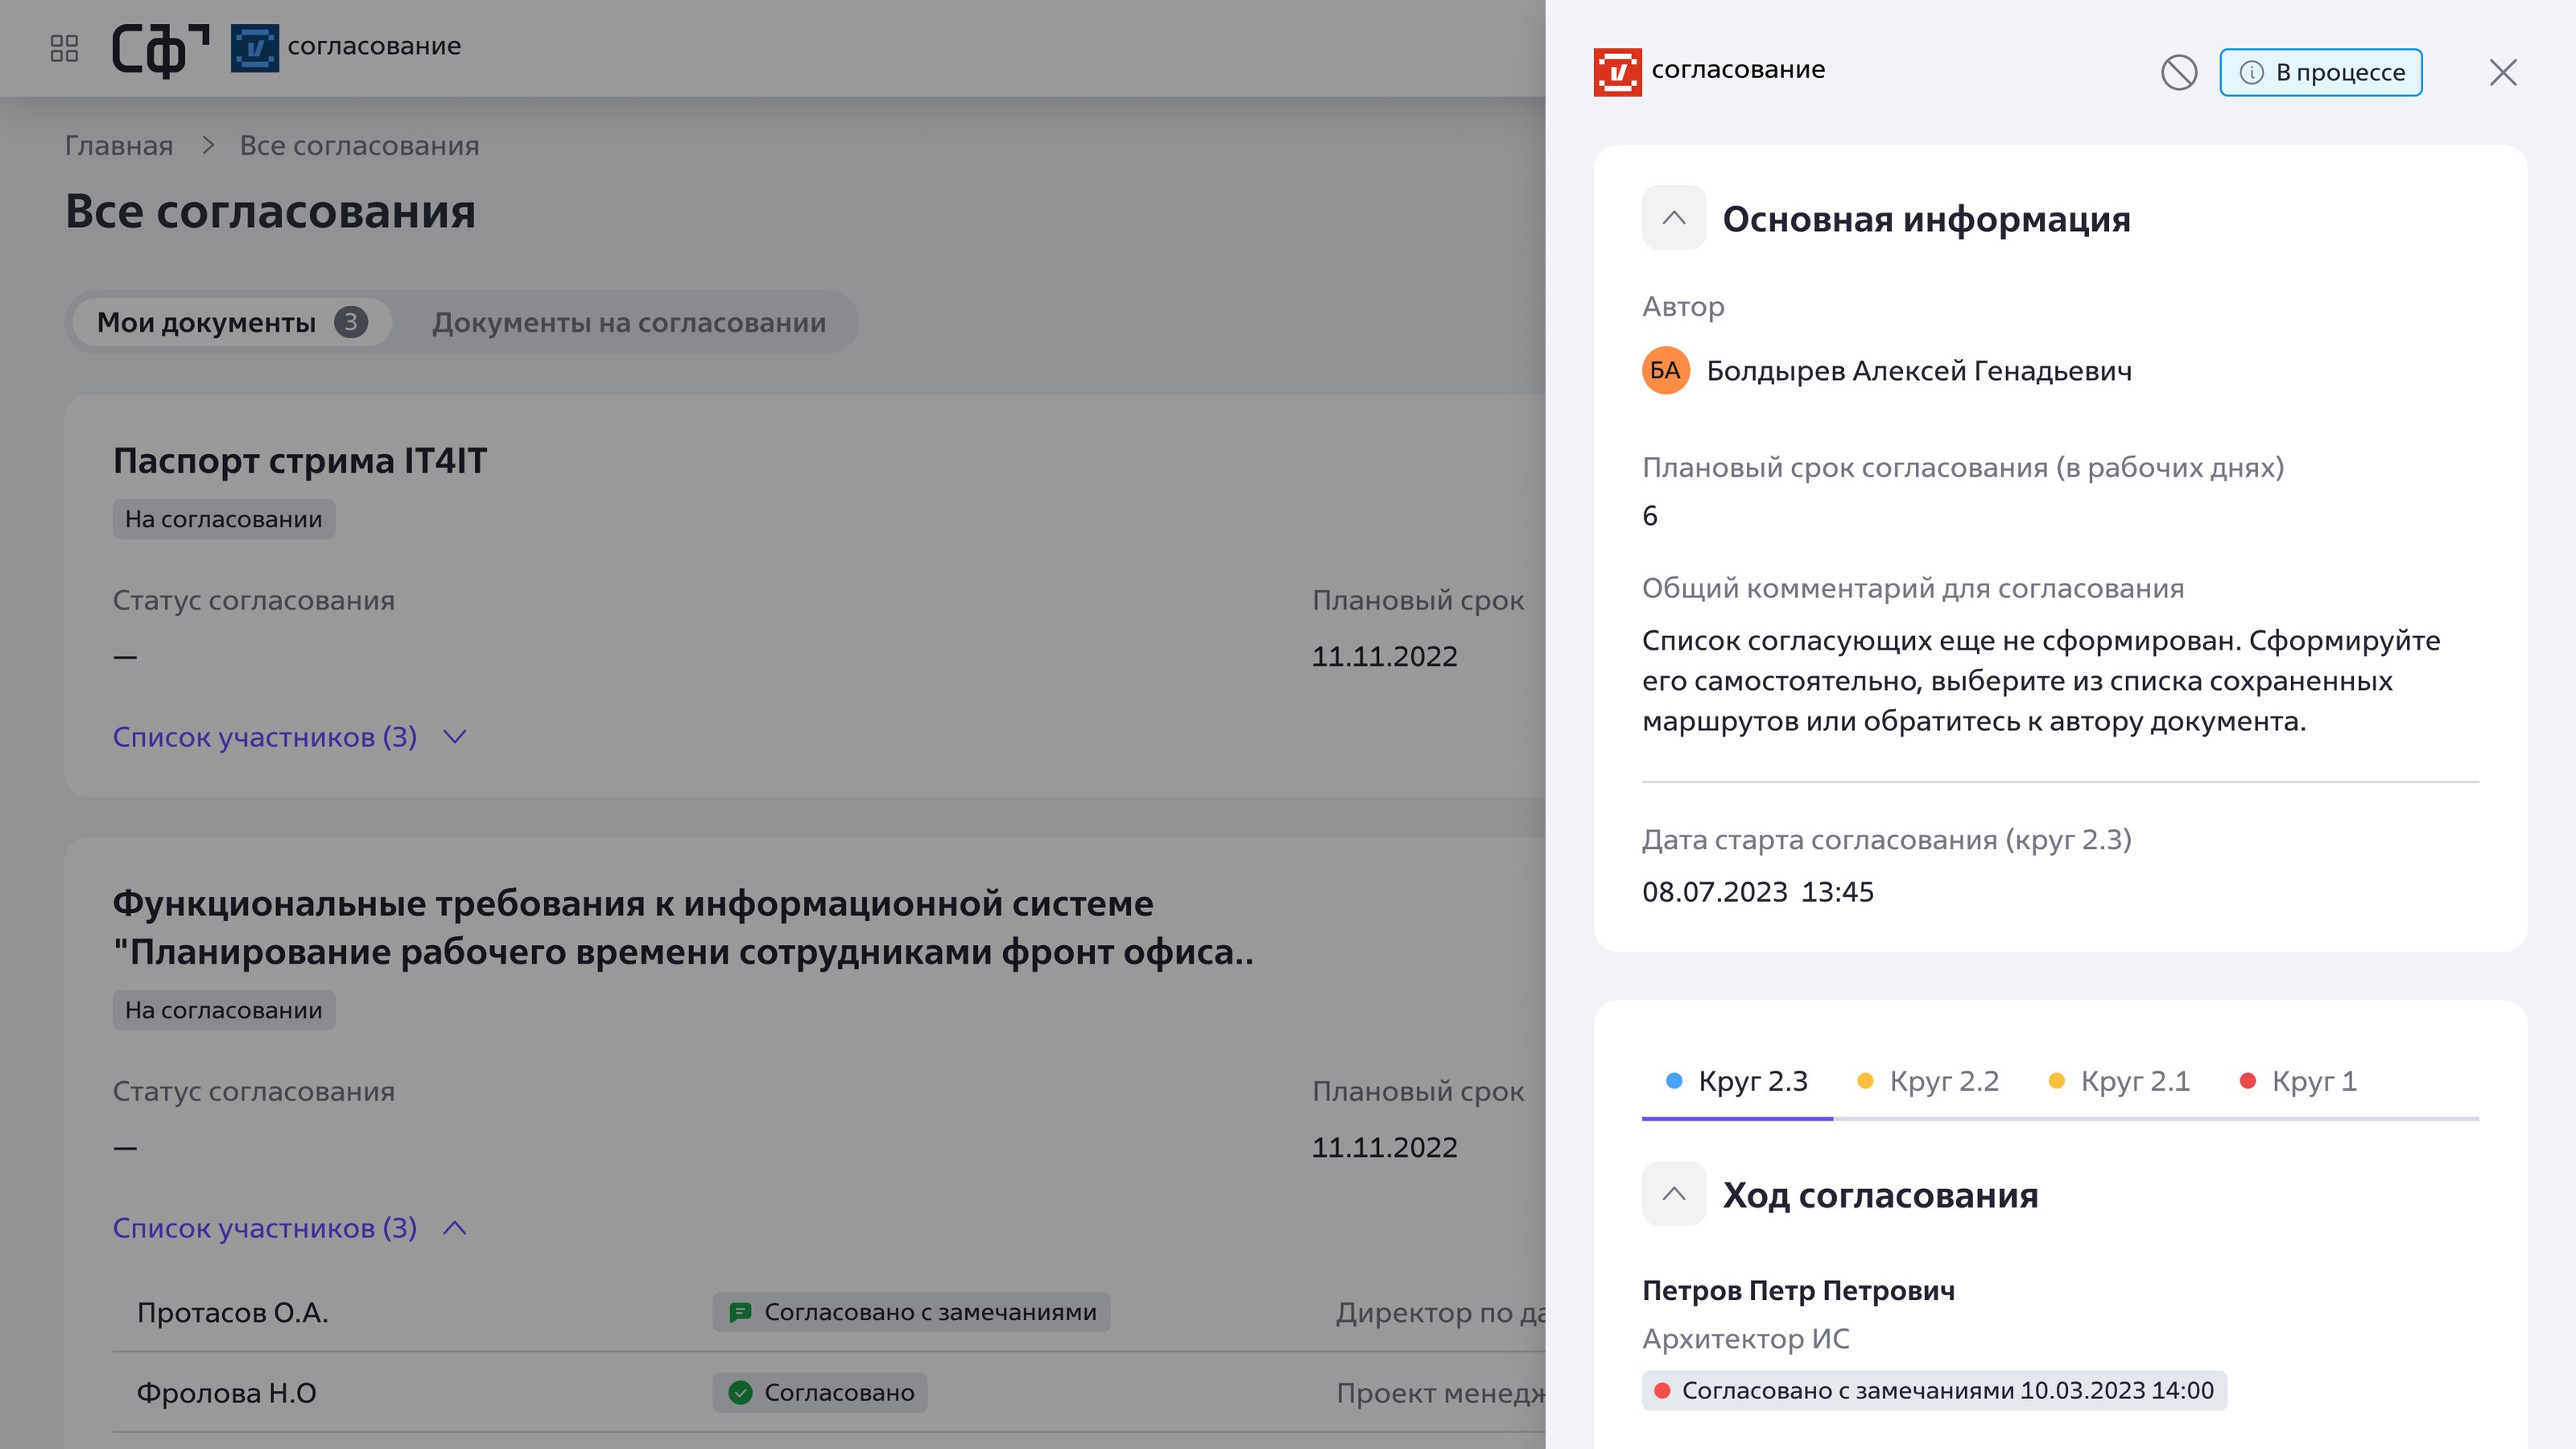 Сф
согласование
Главная
Все согласования
Все согласования
Мои документы 3
Документы на согласовании
Паспорт стрима IT4IT
На согласовании
Статус согласования
Плановый срок
—
11.11.2022
Список участников (3)
Функциональные требования к информационной системе
"Планирование рабочего времени сотрудниками фронт офиса..
На согласовании
Статус согласования
Плановый срок
—
11.11.2022
Список участников (3)
Протасов О.А.
Согласовано с замечаниями
Директор по
Фролова Н.О
Согласовано
Проект
согласование
В процессе
Основная информация
Автор
БА
Болдырев Алексей Генадьевич
Плановый срок согласования (в рабочих днях)
6
Общий комментарий для согласования
Список согласующих еще не сформирован. Сформируйте
его самостоятельно, выберите из списка сохраненных
маршрутов или обратитесь к автору документа.
Дата старта согласования (круг 2.3)
08.07.2023 13:45
Круг 2.3
Круг 2.2
Круг 2.1
Круг 1
Ход согласования
Петров Петр Петрович
Архитектор ИС
Согласовано с замечаниями 10.03.2023 14:00